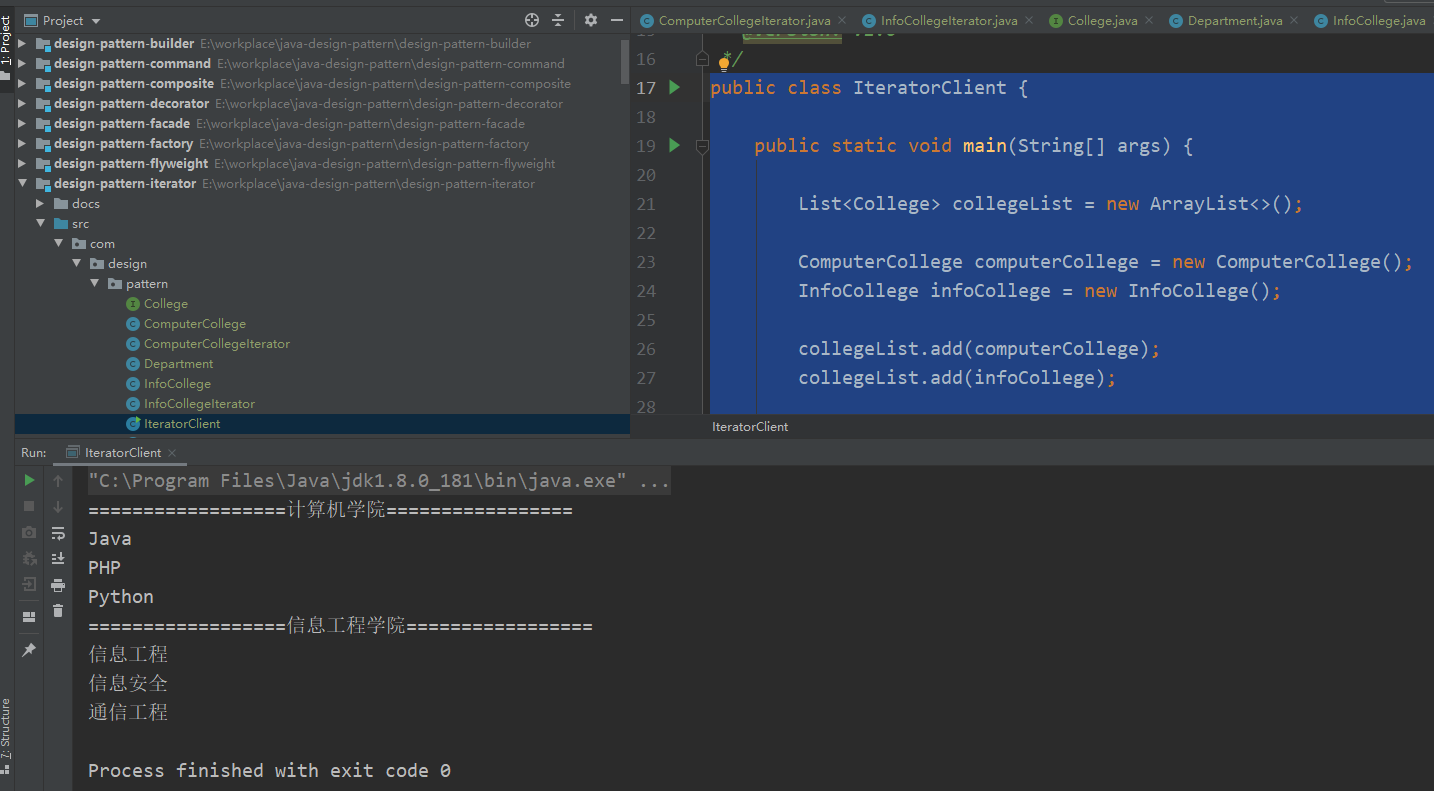 1: Project
Project
design-pattern-builder E:\workplace\java-design-pattern\design-pattern-builder
design-pattern-command E:\workplace\java-design-pattern\design-pattern-command
design-pattern-composite E:\workplace\java-design-pattern\design-pattern-composite
design-pattern-decorator E:\workplace\java-design-pattern\design-pattern-decorator
design-pattern-facade E:\workplace\java-design-pattern\design-pattern-facade
design-pattern-factory E:\workplace\java-design-pattern\design-pattern-factory
design-pattern-flyweight E:\workplace\java-design-pattern\design-pattern-flyweight
design-pattern-iterator E:\workplace\java-design-pattern\design-pattern-iterator
docs
src
com
design
pattern
College
ComputerCollege
ComputerCollegeIterator
Department
InfoCollege
InfoCollegeIterator
IteratorClient
ComputerCollegeIterator.java InfoCollegeIterator.java College.java Department.java InfoCollege.java
16 */
17 public class IteratorClient {
18
19 public static void main(String[] args) {
20
21 List<College> collegeList = new ArrayList<>();
22
23 ComputerCollege computerCollege = new ComputerCollege();
24 InfoCollege infoCollege = new InfoCollege();
25
26 collegeList.add(computerCollege);
27 collegeList.add(infoCollege);
28
IteratorClient
Run: IteratorClient
"C:\Program Files\Java\jdk1.8.0_181\bin\java.exe" ...
==================计算机学院=================
Java
PHP
Python
==================信息工程学院=================
信息工程
信息安全
通信工程
Process finished with exit code 0
7: Structure